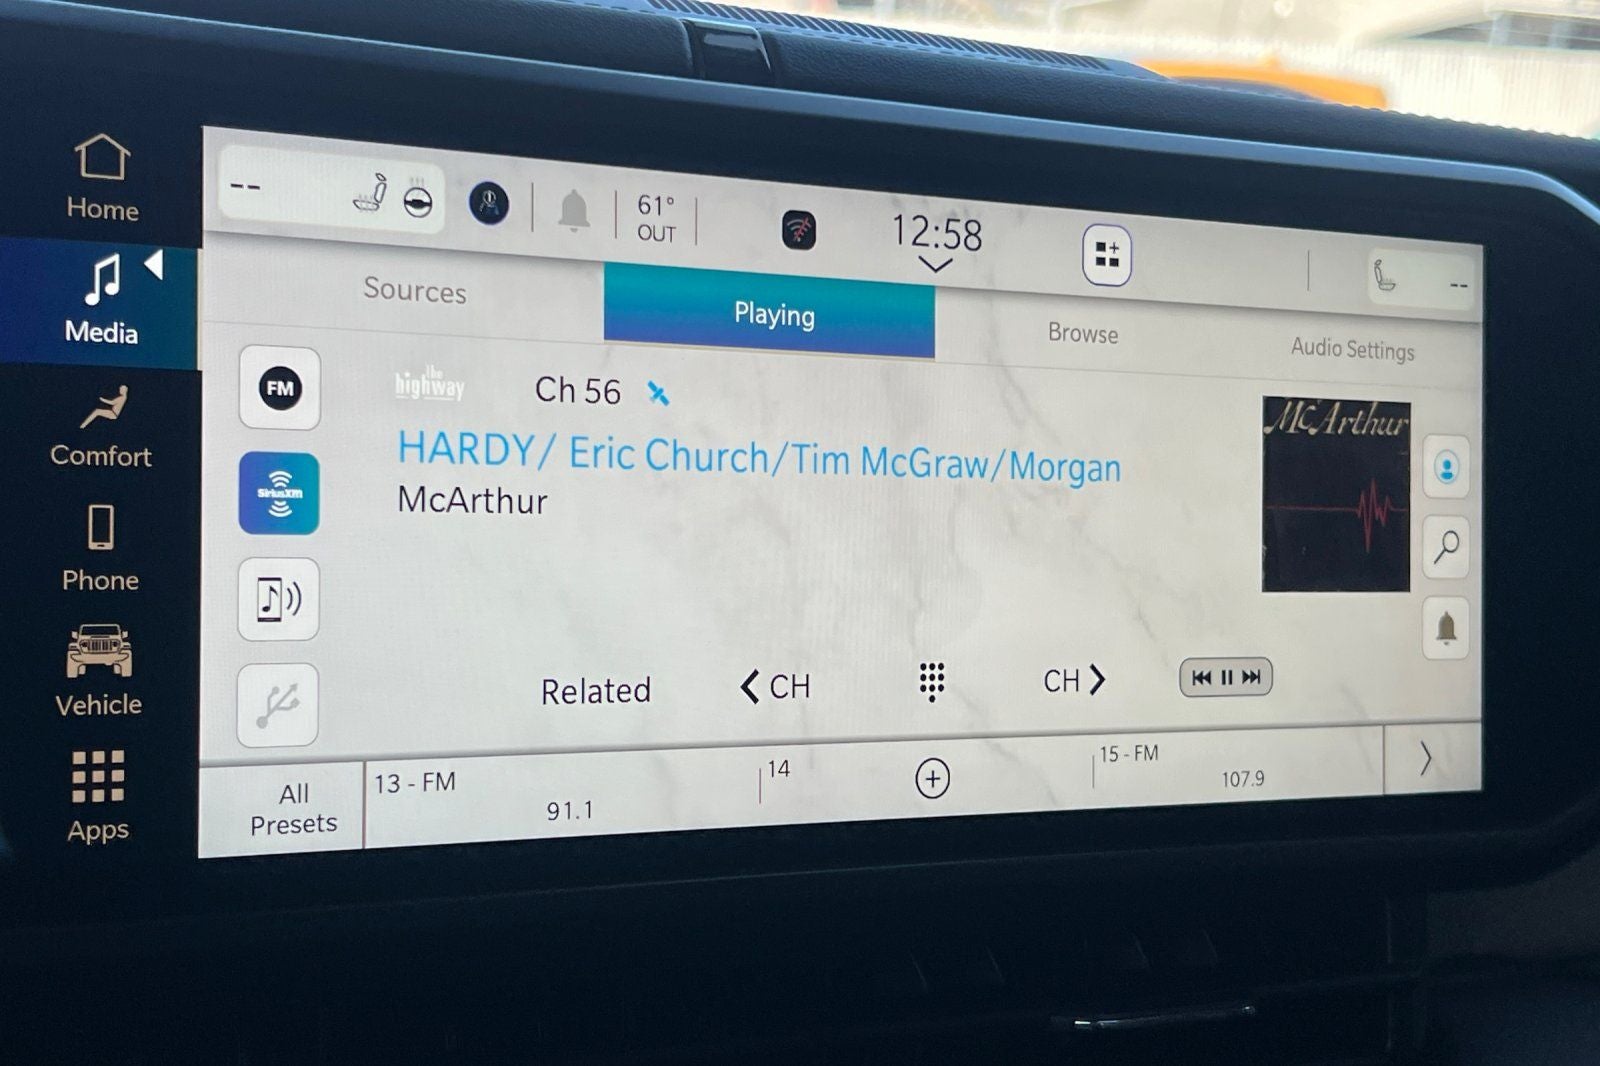 Home
Media
Comfort
Phone
Vehicle
Apps
--
61°
OUT
12:58
--
Sources
Playing
Browse
Audio Settings
FM
SiriusXM
the
highway
Ch 56
HARDY/ Eric Church/Tim McGraw/Morgan
McArthur
McArthur
Related
CH
CH
All
Presets
13 - FM
91.1
14
15 - FM
107.9